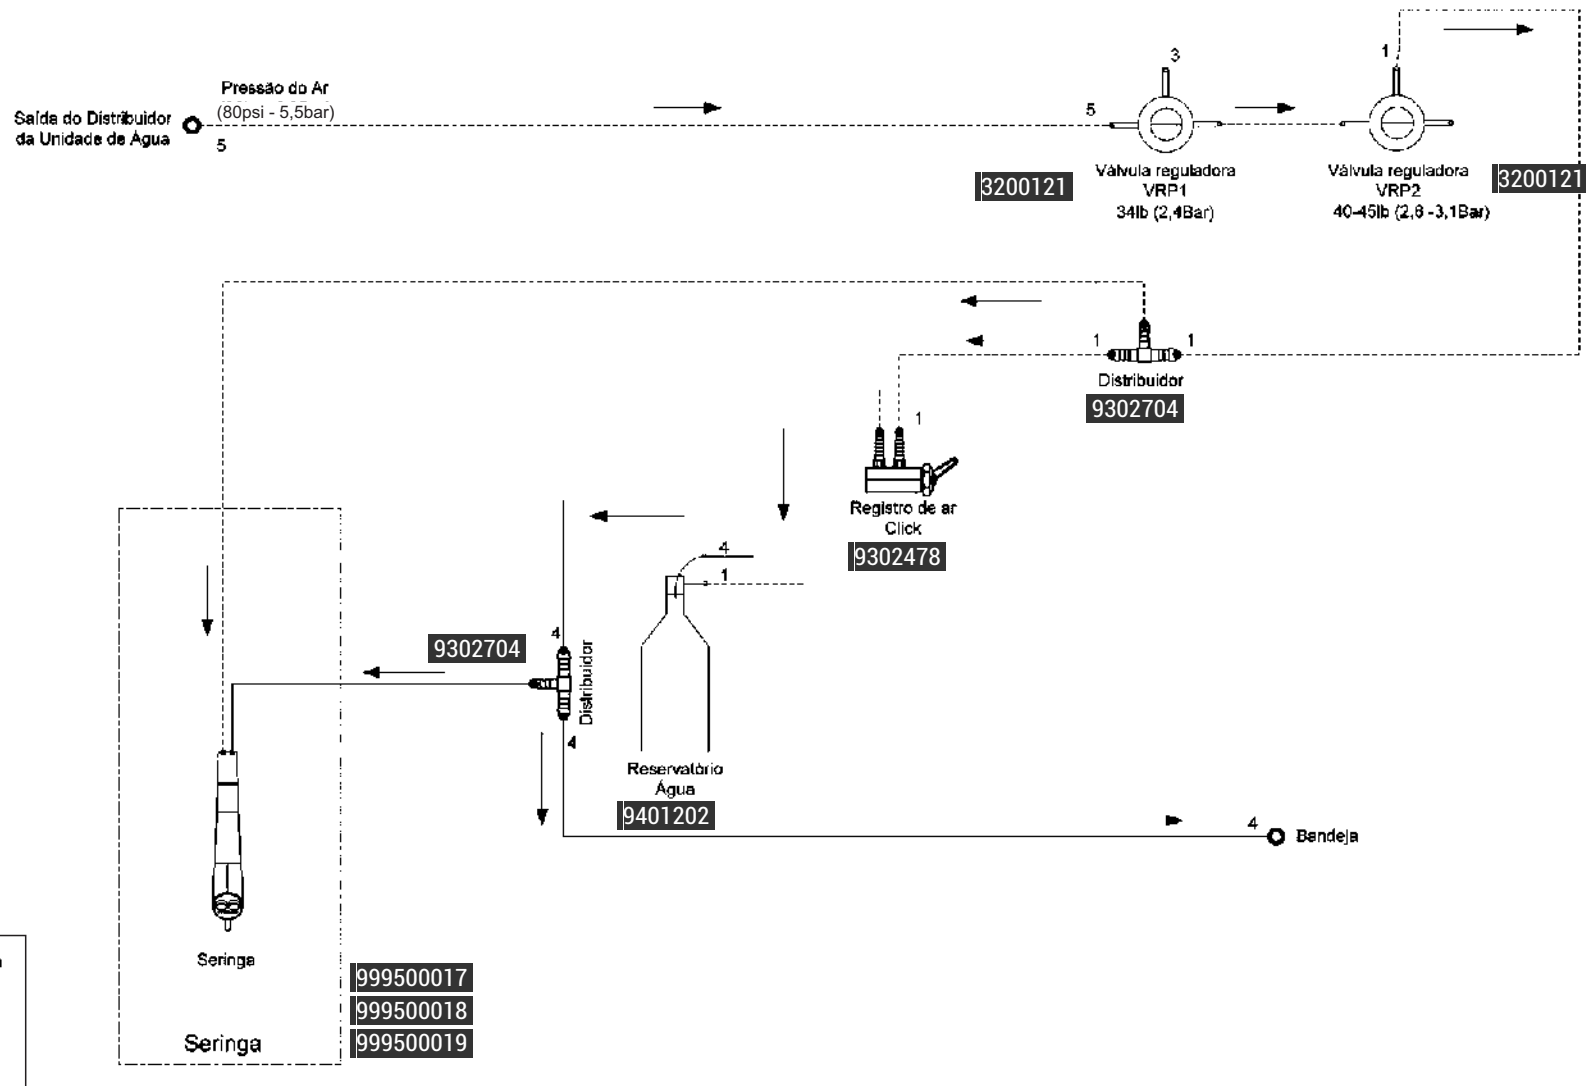 Pressão do Ar
(80psi - 5,5bar)
Saída do Distribuidor
da Unidade de Água
5
5
3
1
Válvula reguladora
VRP1
34lb (2,4Bar)
3200121
Válvula reguladora
VRP2
40-45lb (2,8 -3,1Bar)
3200121
1
1
Distribuidor
9302704
1
Registro de ar
Click
9302478
4
1
Reservatório
Água
9401202
9302704
4
Distribuidor
4
4
Bandeja
Seringa
Seringa
999500017
999500018
999500019